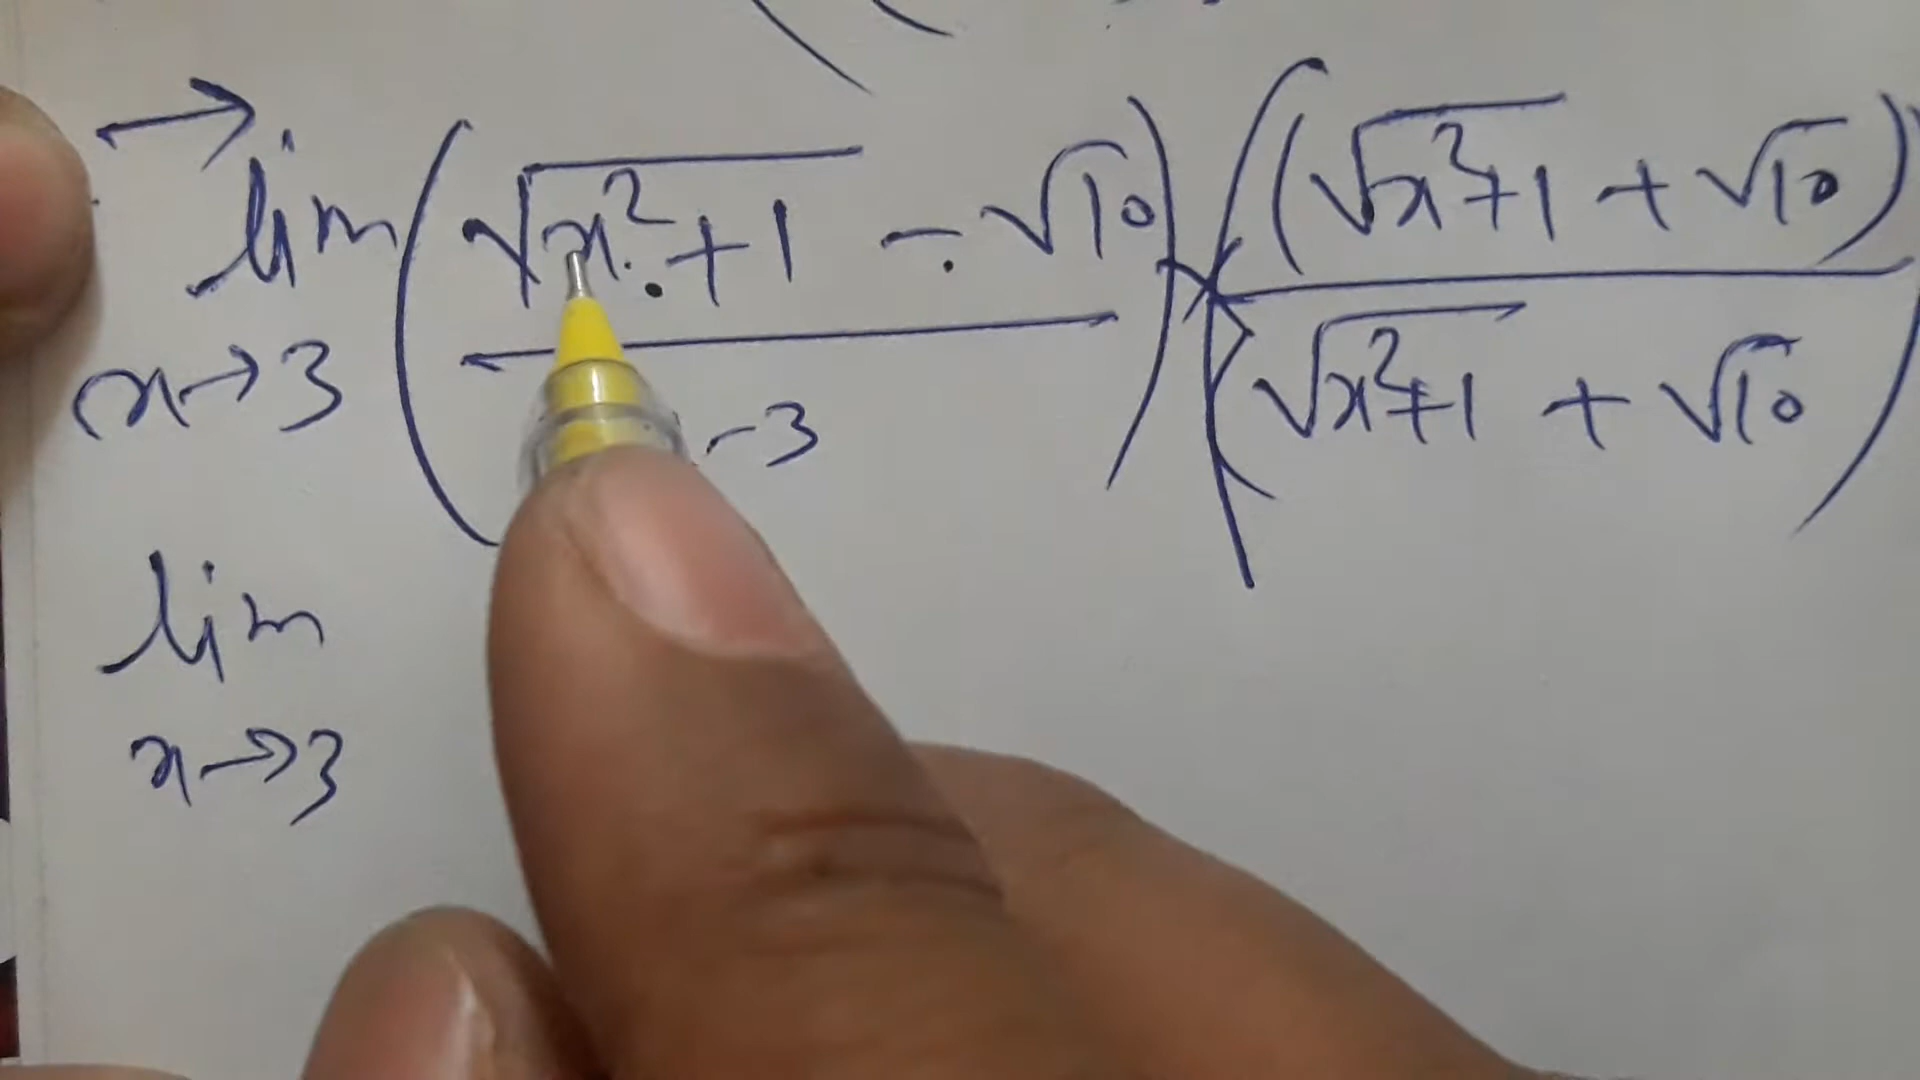 lim ( √(x²+1) - √10 ) × ( (√(x²+1) + √10)
x→3 - 3 (√(x²+1) + √10 )
lim
x→3